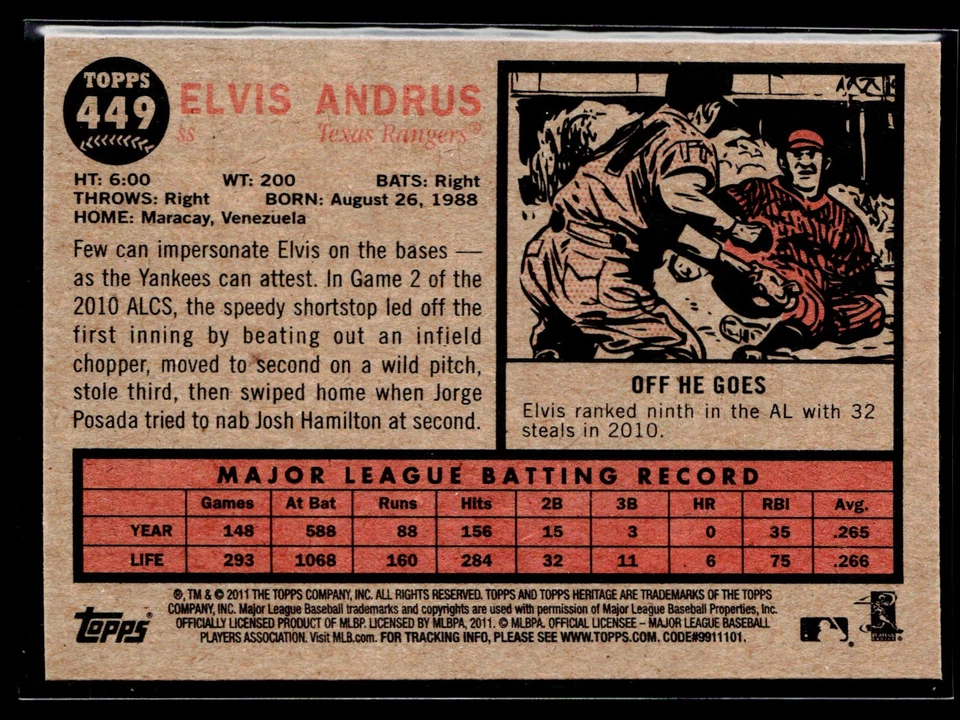 TOPPS
449
ELVIS ANDRUS
SS Texas Rangers®
HT: 6:00 WT: 200 BATS: Right
THROWS: Right BORN: August 26, 1988
HOME: Maracay, Venezuela
Few can impersonate Elvis on the bases —
as the Yankees can attest. In Game 2 of the
2010 ALCS, the speedy shortstop led off the
first inning by beating out an infield
chopper, moved to second on a wild pitch,
stole third, then swiped home when Jorge
Posada tried to nab Josh Hamilton at second.
OFF HE GOES
Elvis ranked ninth in the AL with 32
steals in 2010.
MAJOR LEAGUE BATTING RECORD
Games At Bat Runs Hits 2B 3B HR RBI Avg.
YEAR 148 588 88 156 15 3 0 35 .265
LIFE 293 1068 160 284 32 11 6 75 .266
®, TM & © 2011 THE TOPPS COMPANY, INC. ALL RIGHTS RESERVED. TOPPS AND TOPPS HERITAGE ARE TRADEMARKS OF THE TOPPS
COMPANY, INC. Major League Baseball trademarks and copyrights are used with permission of Major League Baseball Properties, Inc.
OFFICIALLY LICENSED PRODUCT OF MLBP. LICENSED BY MLBPA, 2011. © MLBPA. OFFICIAL LICENSEE – MAJOR LEAGUE BASEBALL
PLAYERS ASSOCIATION. Visit MLB.com. FOR TRACKING INFO, PLEASE SEE WWW.TOPPS.COM. CODE#9911101.
Topps®